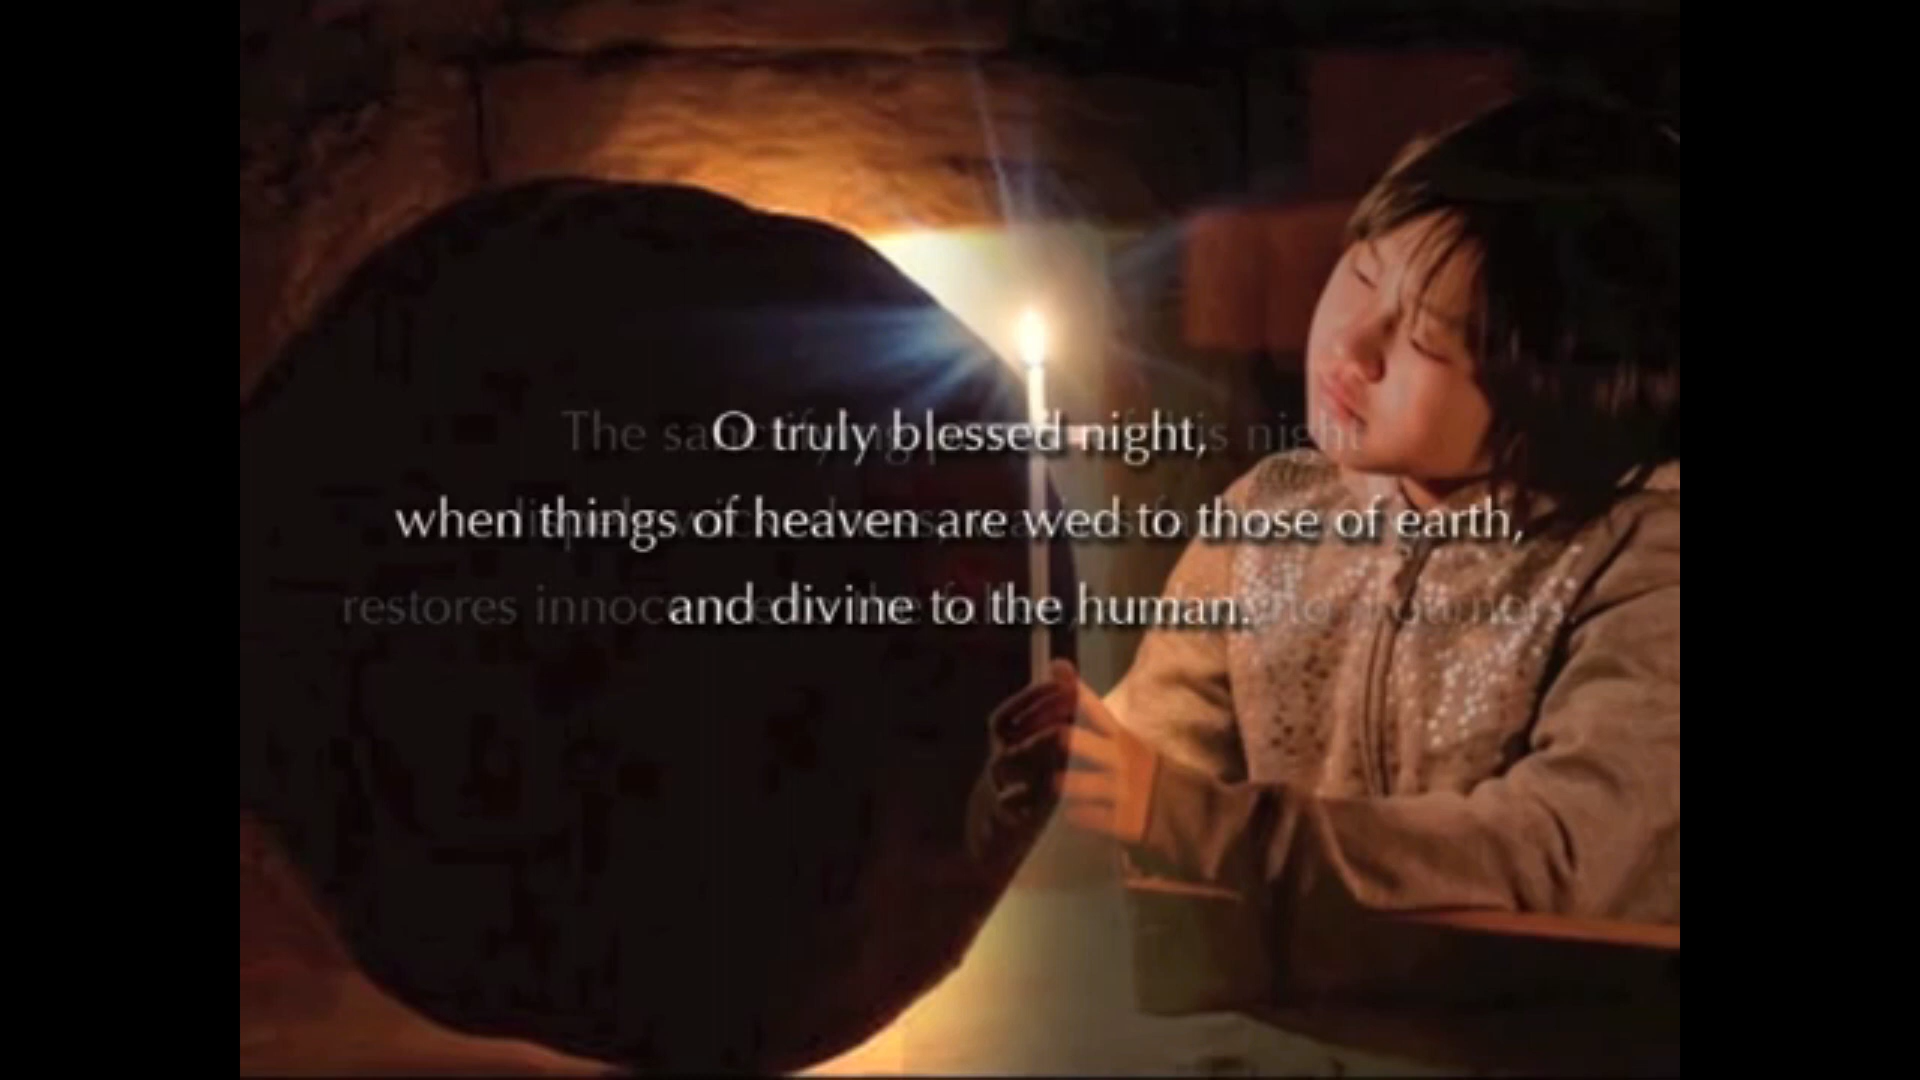 O truly blessed night,
when things of heaven are wed to those of earth,
and divine to the human.